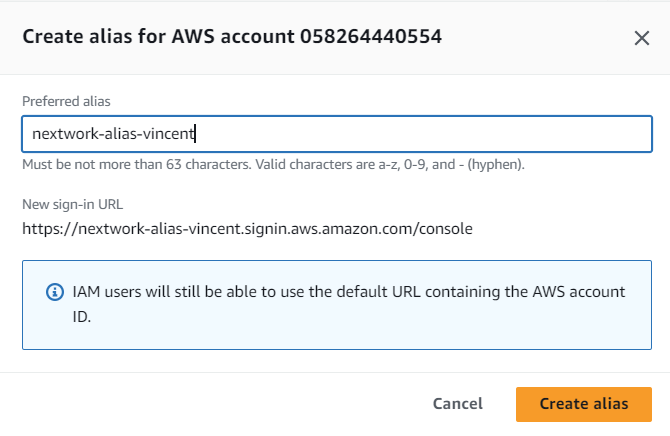 Create alias for AWS account 058264440554
Preferred alias
nextwork-alias-vincent
Must be not more than 63 characters. Valid characters are a-z, 0-9, and - (hyphen).
New sign-in URL
https://nextwork-alias-vincent.signin.aws.amazon.com/console
IAM users will still be able to use the default URL containing the AWS account
ID.
Cancel
Create alias